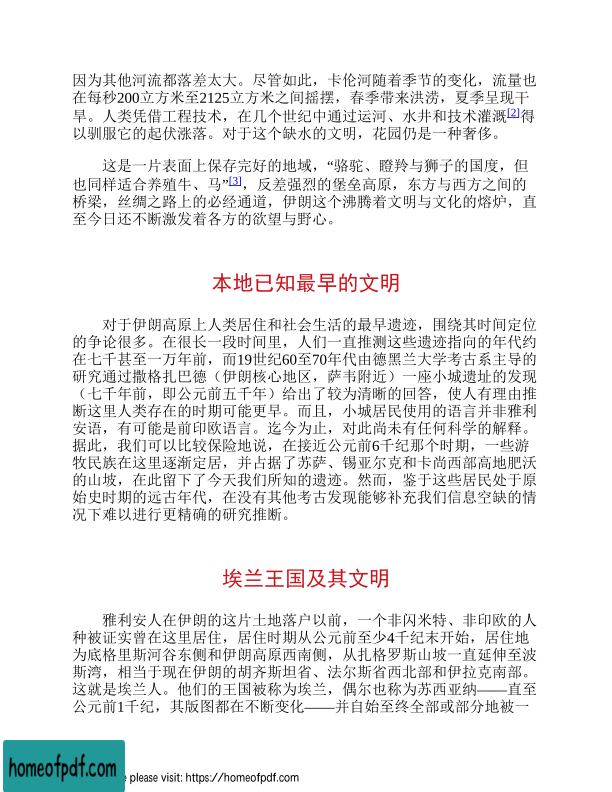 因为其他河流都落差太大。尽管如此，卡伦河随着季节的变化，流量也
在每秒200立方米至2125立方米之间摇摆，春季带来洪涝，夏季呈现干
旱。人类凭借工程技术，在几个世纪中通过运河、水井和技术灌溉[2]得
以驯服它的起伏涨落。对于这个缺水的文明，花园仍是一种奢侈。
这是一片表面上保存完好的地域，“骆驼、瞪羚与狮子的国度，但
也同样适合养殖牛、马”[3]，反差强烈的堡垒高原，东方与西方之间的
桥梁，丝绸之路上的必经通道，伊朗这个沸腾着文明与文化的熔炉，直
至今日还不断激发着各方的欲望与野心。
本地已知最早的文明
对于伊朗高原上人类居住和社会生活的最早遗迹，围绕其时间定位
的争论很多。在很长一段时间里，人们一直推测这些遗迹指向的年代约
在七千甚至一万年前，而19世纪60至70年代由德黑兰大学考古系主导的
研究通过撒格扎巴德（伊朗核心地区，萨韦附近）一座小城遗址的发现
（七千年前，即公元前五千年）给出了较为清晰的回答，使人有理由推
断这里人类存在的时期可能更早。而且，小城居民使用的语言并非雅利
安语，有可能是前印欧语言。迄今为止，对此尚未有任何科学的解释。
据此，我们可以比较保险地说，在接近公元前6千纪那个时期，一些游
牧民族在这里逐渐定居，并占据了苏萨、锡亚尔克和卡尚西部高地肥沃
的山坡，在此留下了今天我们所知的遗迹。然而，鉴于这些居民处于原
始史时期的远古年代，在没有其他考古发现能够补充我们信息空缺的情
况下难以进行更精确的研究推断。
埃兰王国及其文明
雅利安人在伊朗的这片土地落户以前，一个非闪米特、非印欧的人
种被证实曾在这里居住，居住时期从公元前至少4千纪末开始，居住地
为底格里斯河谷东侧和伊朗高原西南侧，从扎格罗斯山坡一直延伸至波
斯湾，相当于现在伊朗的胡齐斯坦省、法尔斯省西北部和伊拉克南部。
这就是埃兰人。他们的王国被称为埃兰，偶尔也称为苏西亚纳——直至
公元前1千纪，其版图都在不断变化——并自始至终全部或部分地被一
homeofpdf.com
e please visit: https://homeofpdf.com